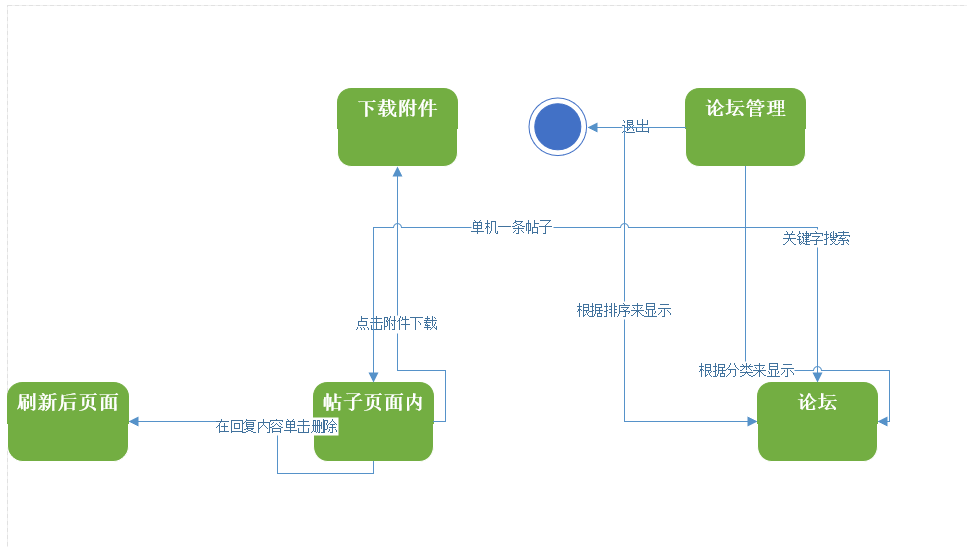 下载附件
论坛管理
退出
单机一条帖子
关键字搜索
根据排序来显示
点击附件下载
根据分类来显示
刷新后页面
帖子页面内
论坛
在回复内容单击删除